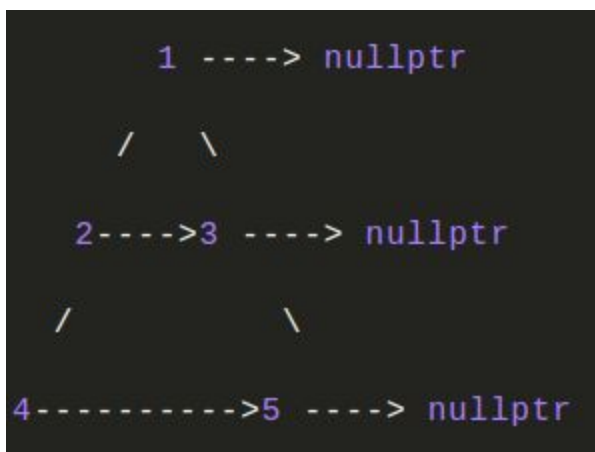 1 ----> nullptr
/ \
2---->3 ----> nullptr
/ \
4----------->5 ----> nullptr